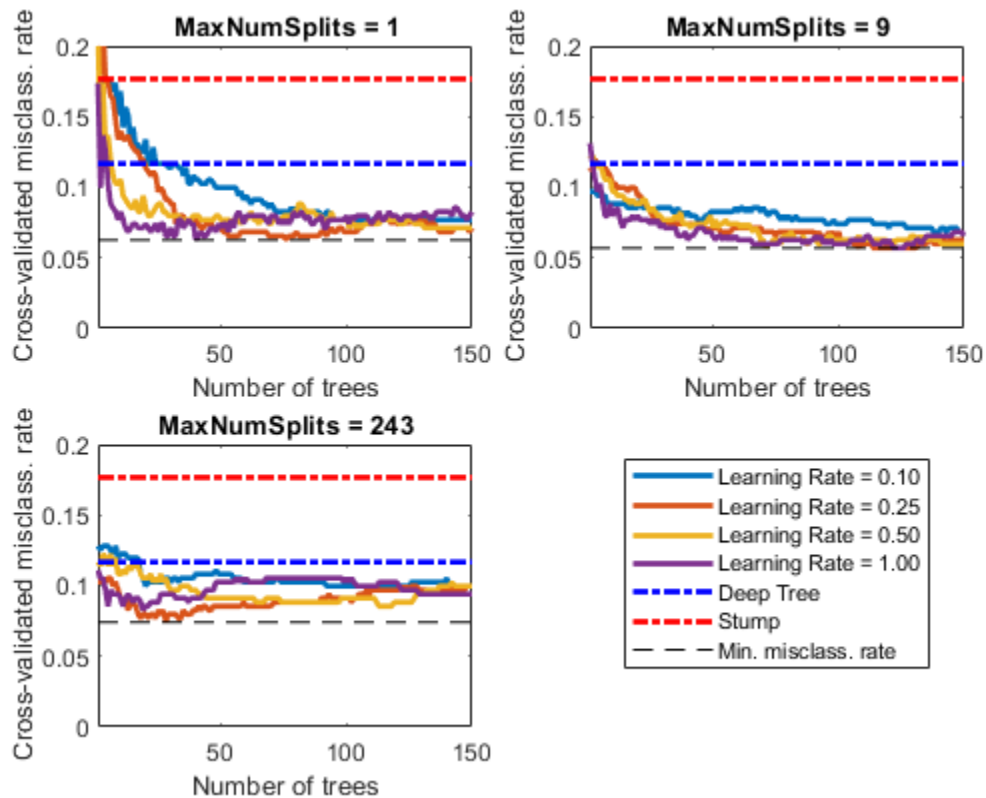 MaxNumSplits = 1
Cross-validated misclass. rate
0.2
0.15
0.1
0.05
0
50
100
150
Number of trees
MaxNumSplits = 9
Cross-validated misclass. rate
0.2
0.15
0.1
0.05
0
50
100
150
Number of trees
MaxNumSplits = 243
Cross-validated misclass. rate
0.2
0.15
0.1
0.05
0
50
100
150
Number of trees
Learning Rate = 0.10
Learning Rate = 0.25
Learning Rate = 0.50
Learning Rate = 1.00
Deep Tree
Stump
Min. misclass. rate